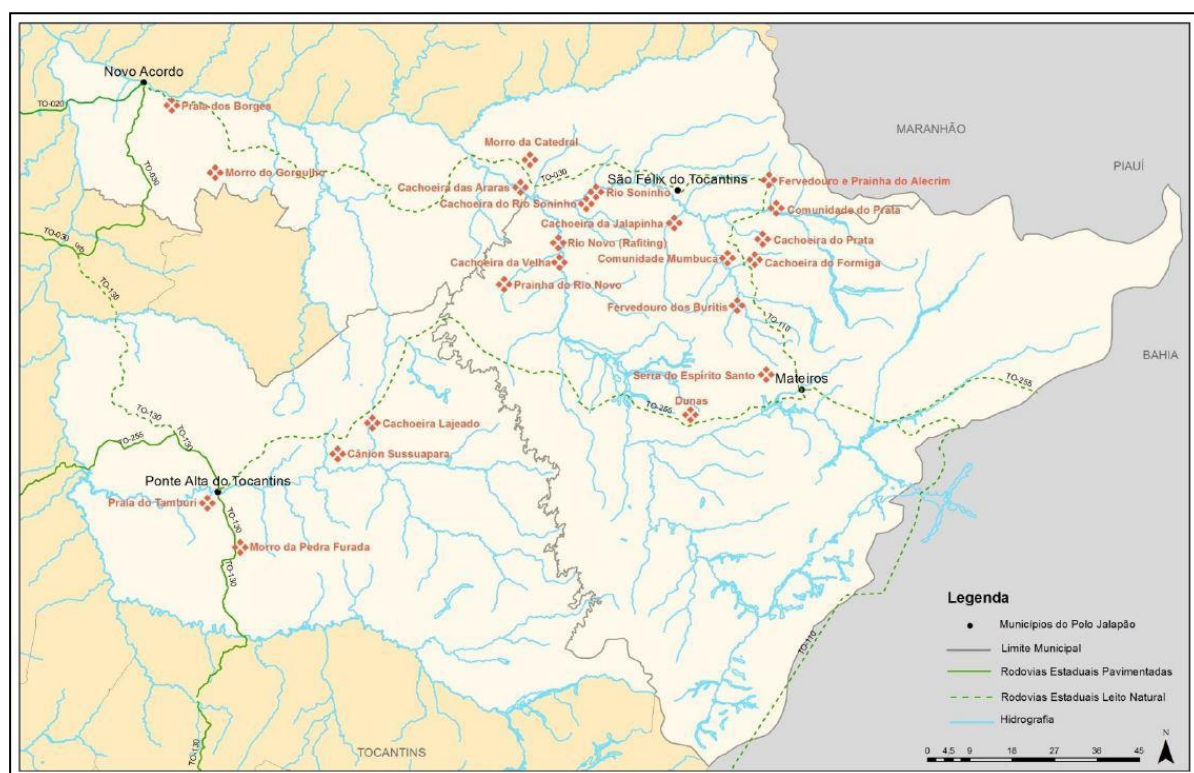 Novo Acordo
TO-020
Praia dos Borges
MARANHÃO
PIAUÍ
Morro da Catedral
TO-030
TO-030
Morro do Gorgulho
Cachoeira das Araras
São Félix do Tocantins
Fervedouro e Prainha do Alecrim
Rio Soninho
Cachoeira do Rio Soninho
Comunidade do Prata
Cachoeira da Jalapinha
TO-030
Rio Novo (Rafiting)
Cachoeira do Prata
Cachoeira da Velha
Comunidade Mumbuca
Cachoeira do Formiga
TO-130
Prainha do Rio Novo
Fervedouro dos Buritis
TO-110
BAHIA
Serra do Espírito Santo
Mateiros
TO-255
Dunas
TO-255
TO-130
Cachoeira Lajeado
TO-255
TO-130
Cânion Sussuapara
Ponte Alta do Tocantins
Praia do Tamburi
TO-130
Morro da Pedra Furada
TO-130
TO-110
TO-130
TOCANTINS
Legenda
Municípios do Polo Jalapão
Limite Municipal
Rodovias Estaduais Pavimentadas
Rodovias Estaduais Leito Natural
Hidrografia
N
0 4,5 9 18 27 36 45